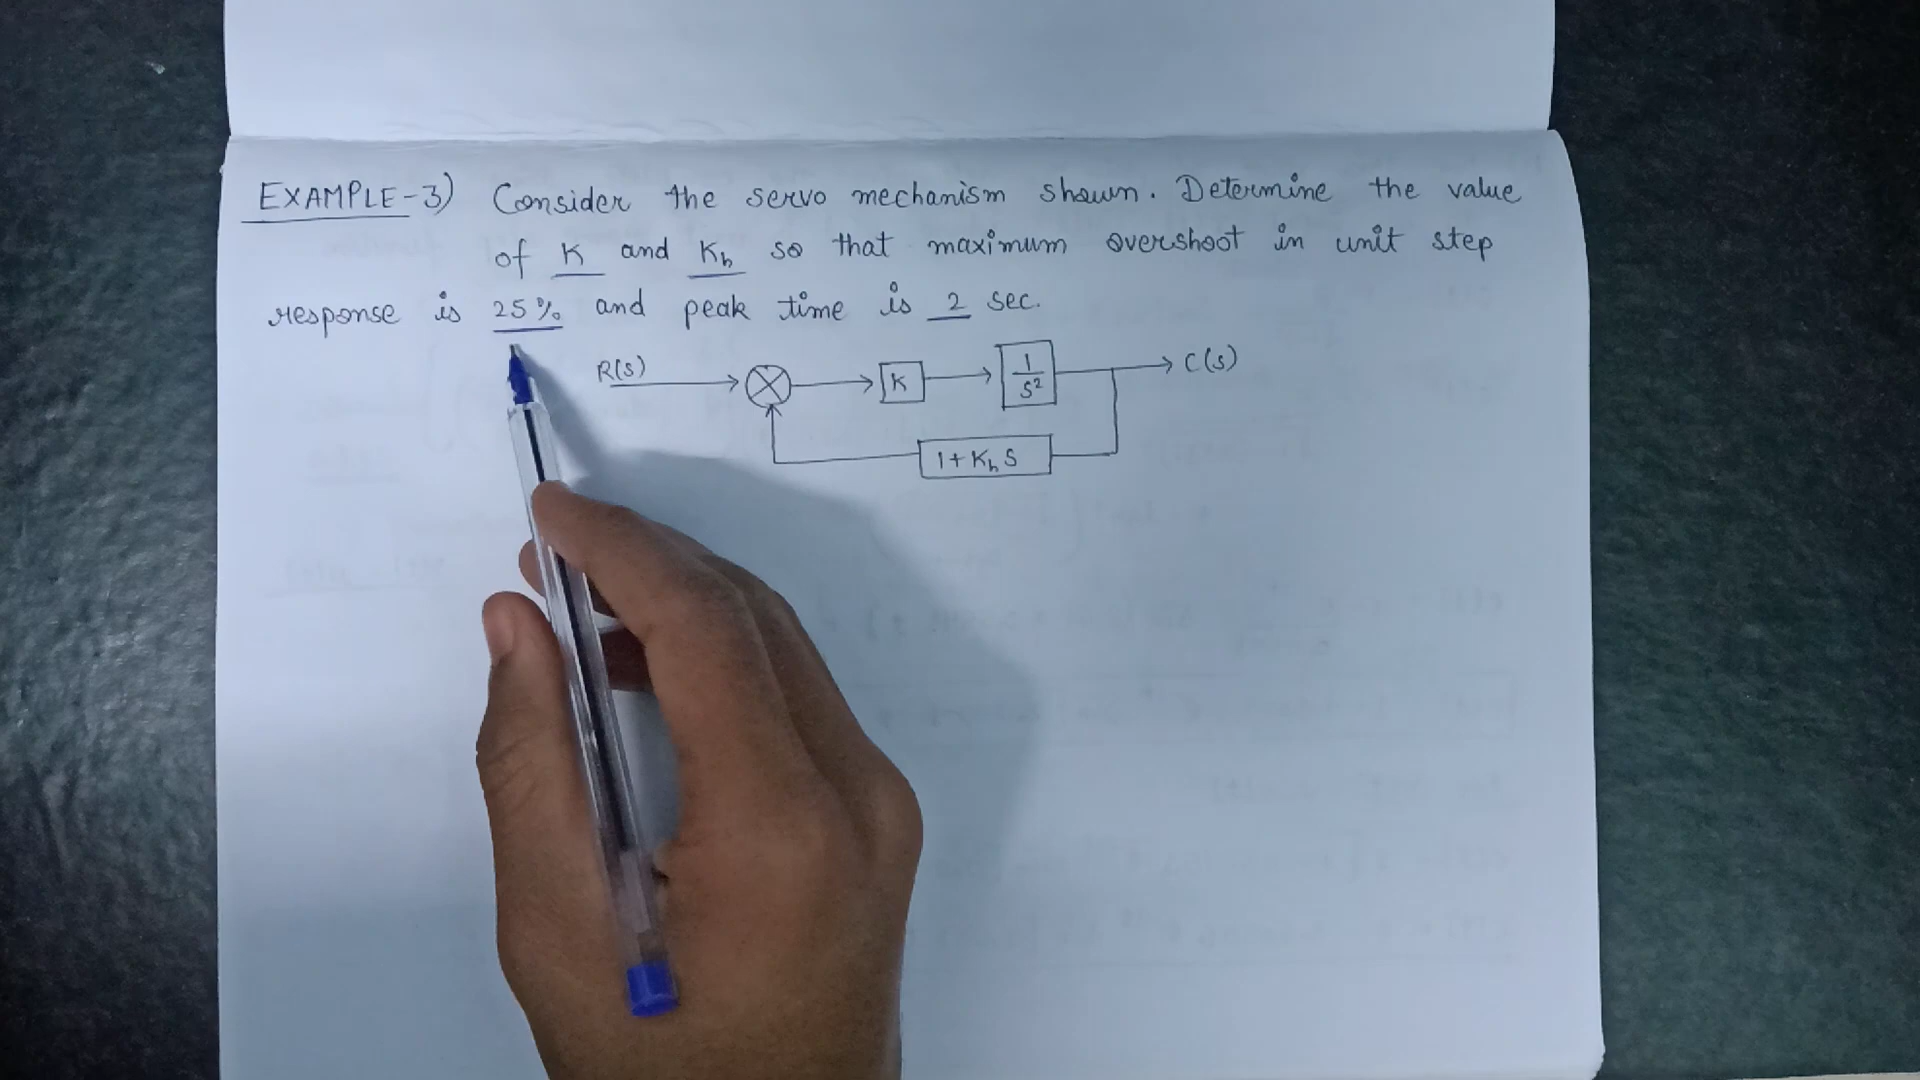 EXAMPLE-3) Consider the servo mechanism shown. Determine the value
of K and Kh so that maximum overshoot in unit step
response is 25% and peak time is 2 sec.
R(s)
K
1/s²
C(s)
1+KhS